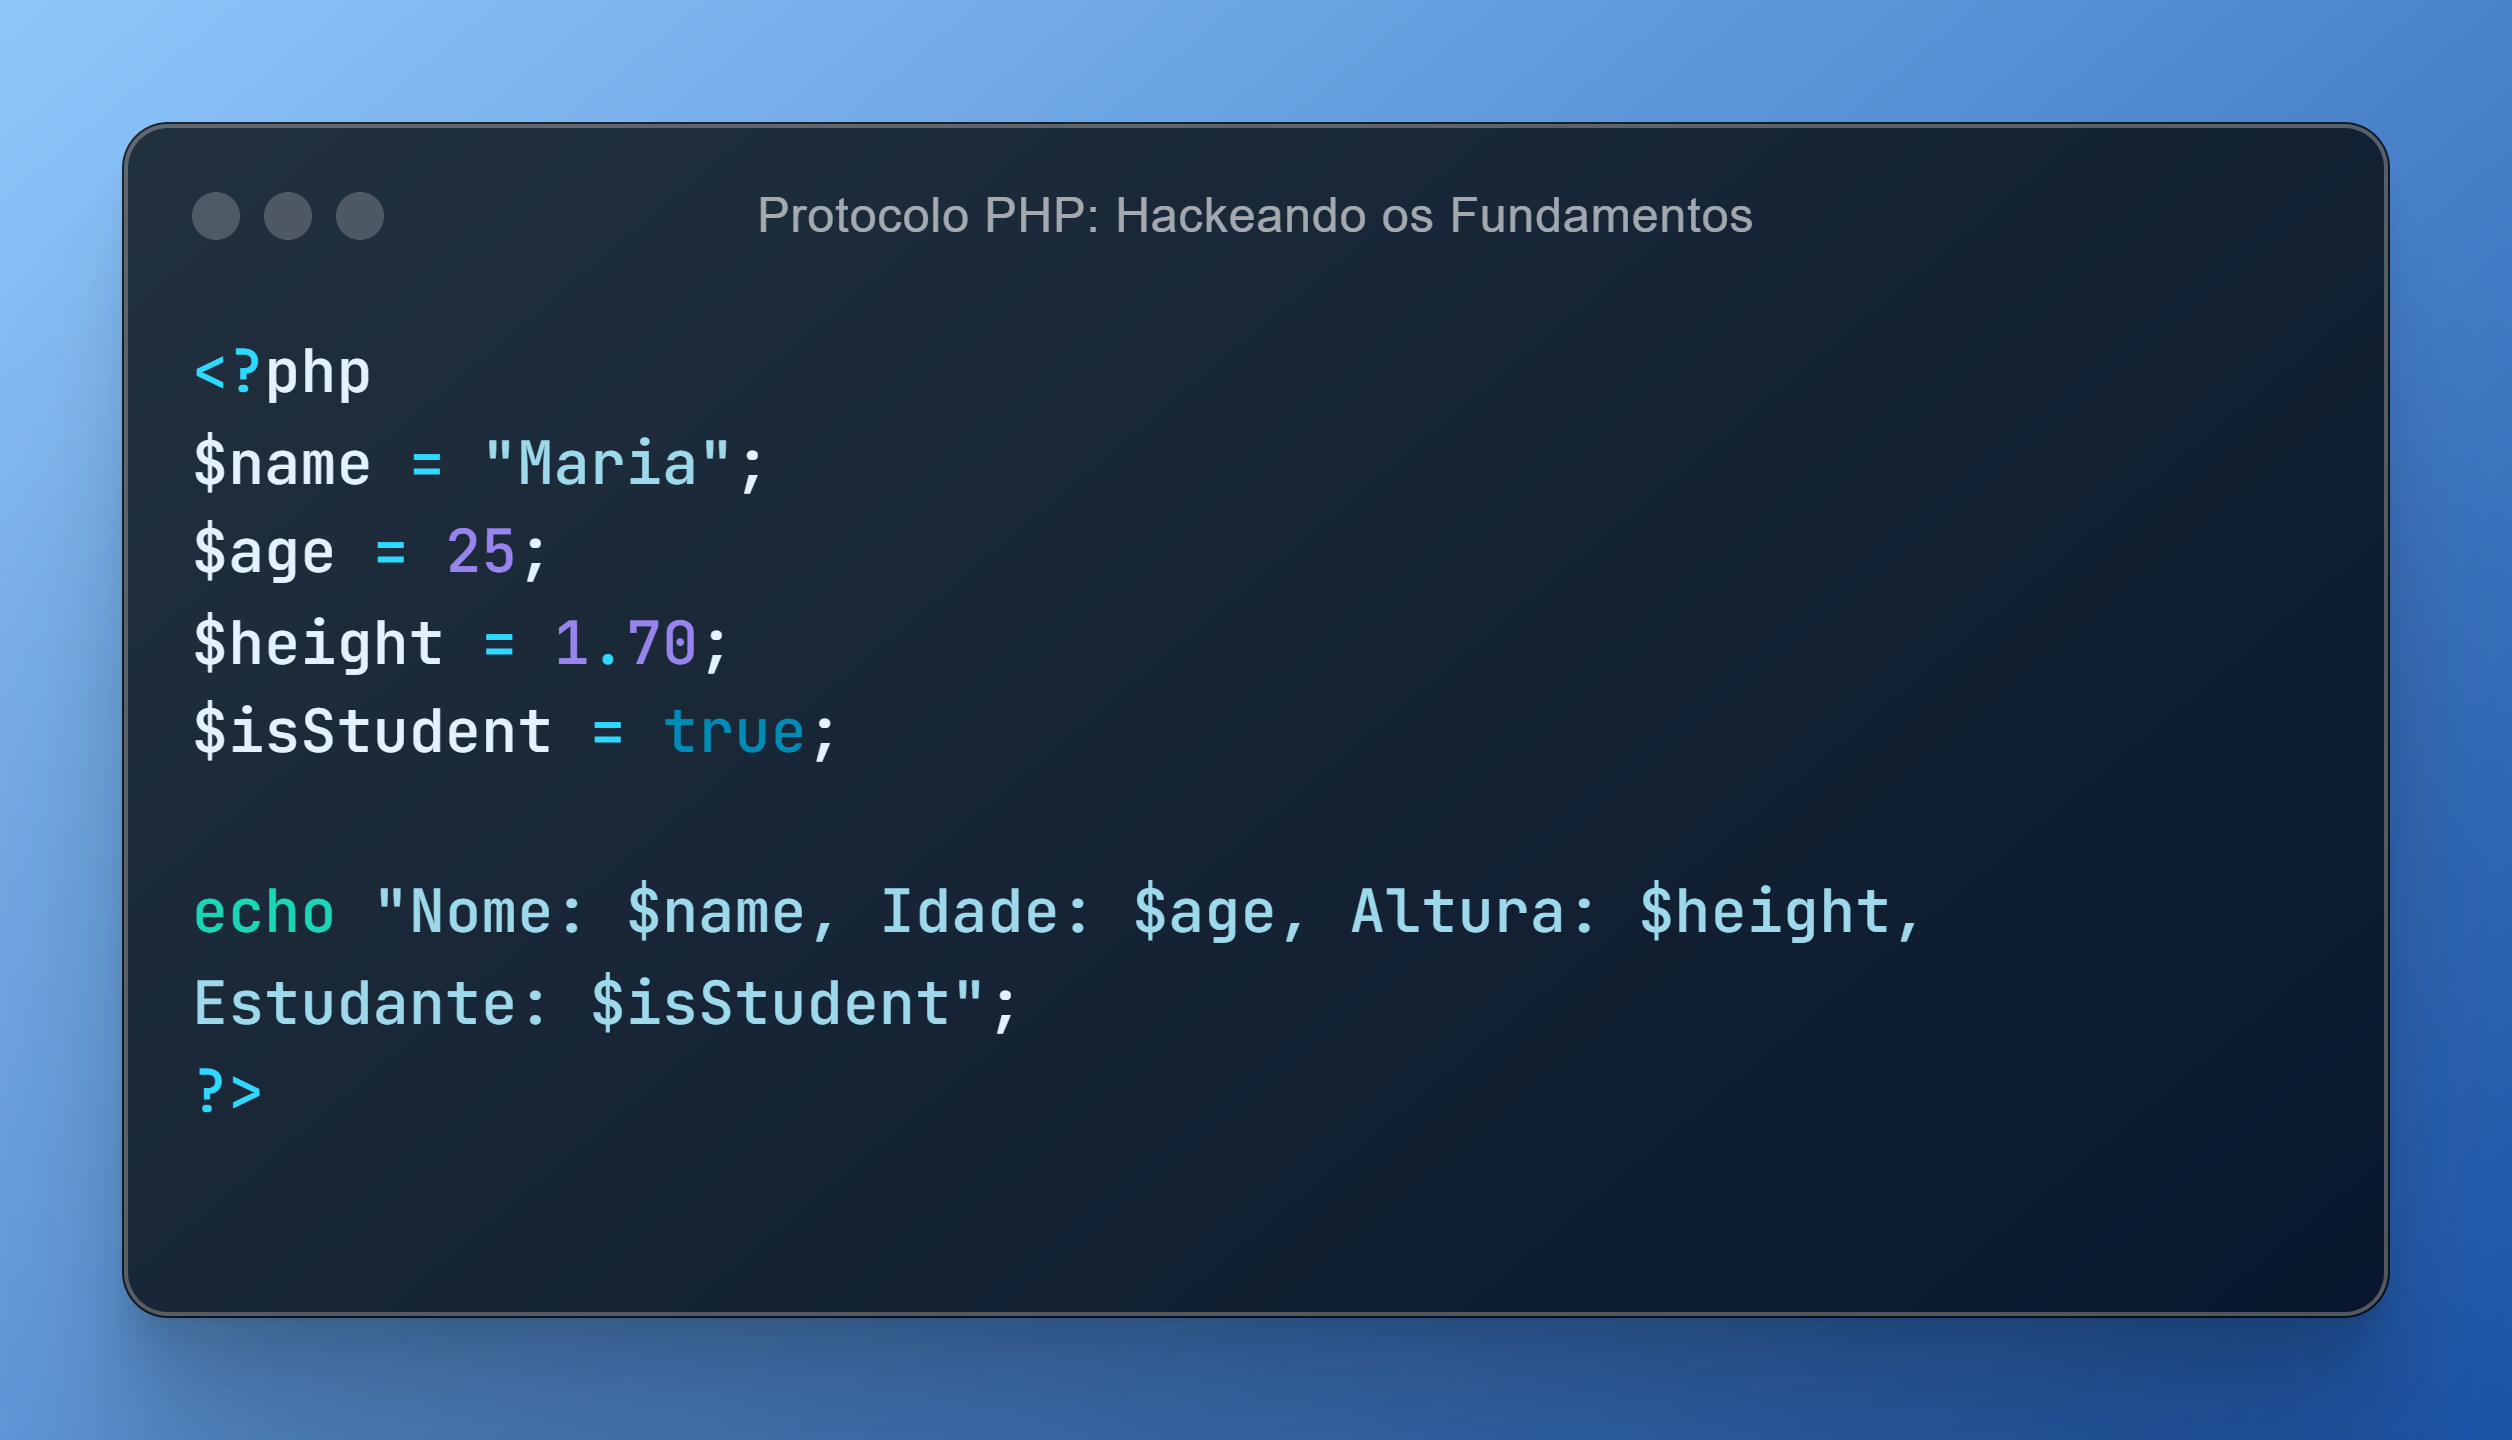 Protocolo PHP: Hackeando os Fundamentos
<?php
$name = "Maria";
$age = 25;
$height = 1.70;
$isStudent = true;
echo "Nome: $name, Idade: $age, Altura: $height,
Estudante: $isStudent";
?>